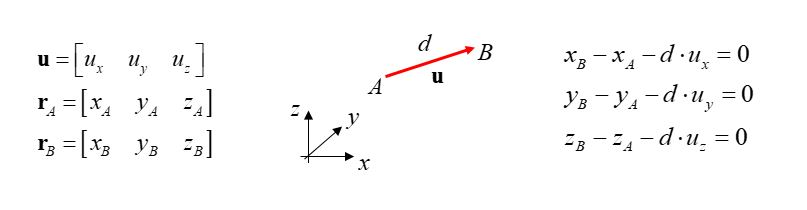 u = [u_x u_y u_z]
r_A = [x_A y_A z_A]
r_B = [x_B y_B z_B]
d
A
B
u
z
y
x
x_B − x_A − d · u_x = 0
y_B − y_A − d · u_y = 0
z_B − z_A − d · u_z = 0